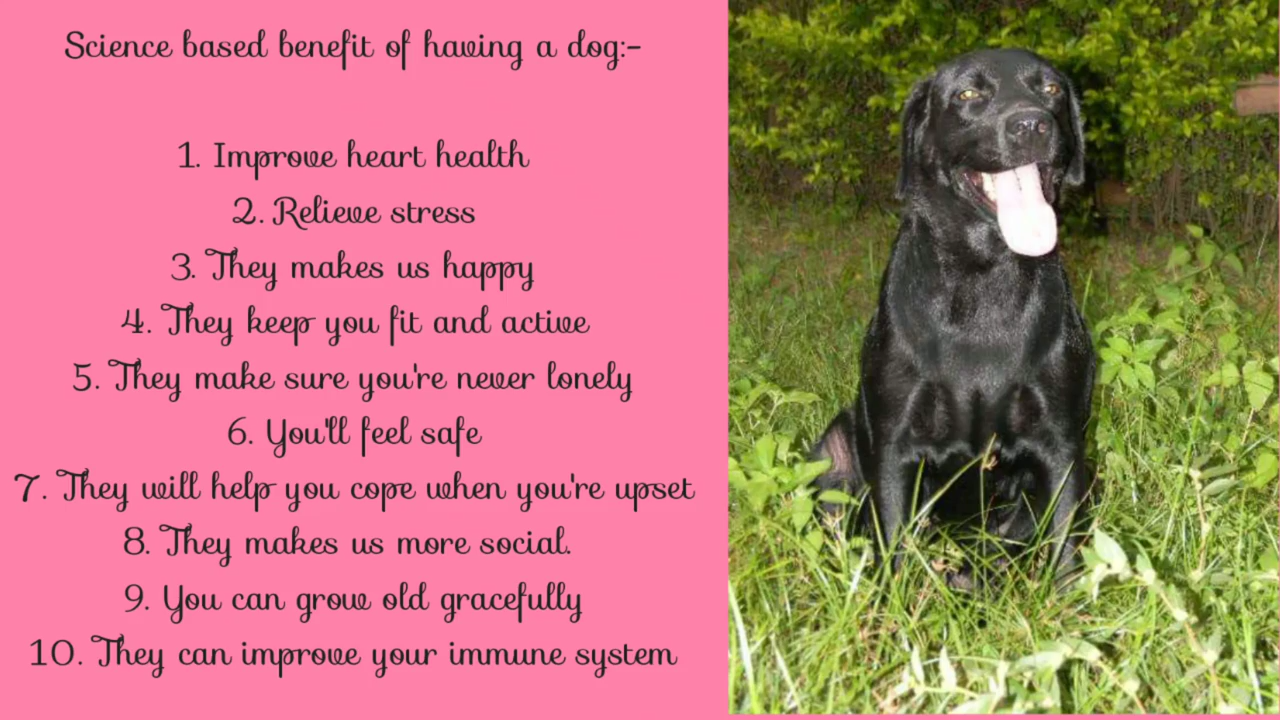 Science based benefit of having a dog:-
1. Improve heart health
2. Relieve stress
3. They makes us happy
4. They keep you fit and active
5. They make sure you're never lonely
6. You'll feel safe
7. They will help you cope when you're upset
8. They makes us more social.
9. You can grow old gracefully
10. They can improve your immune system